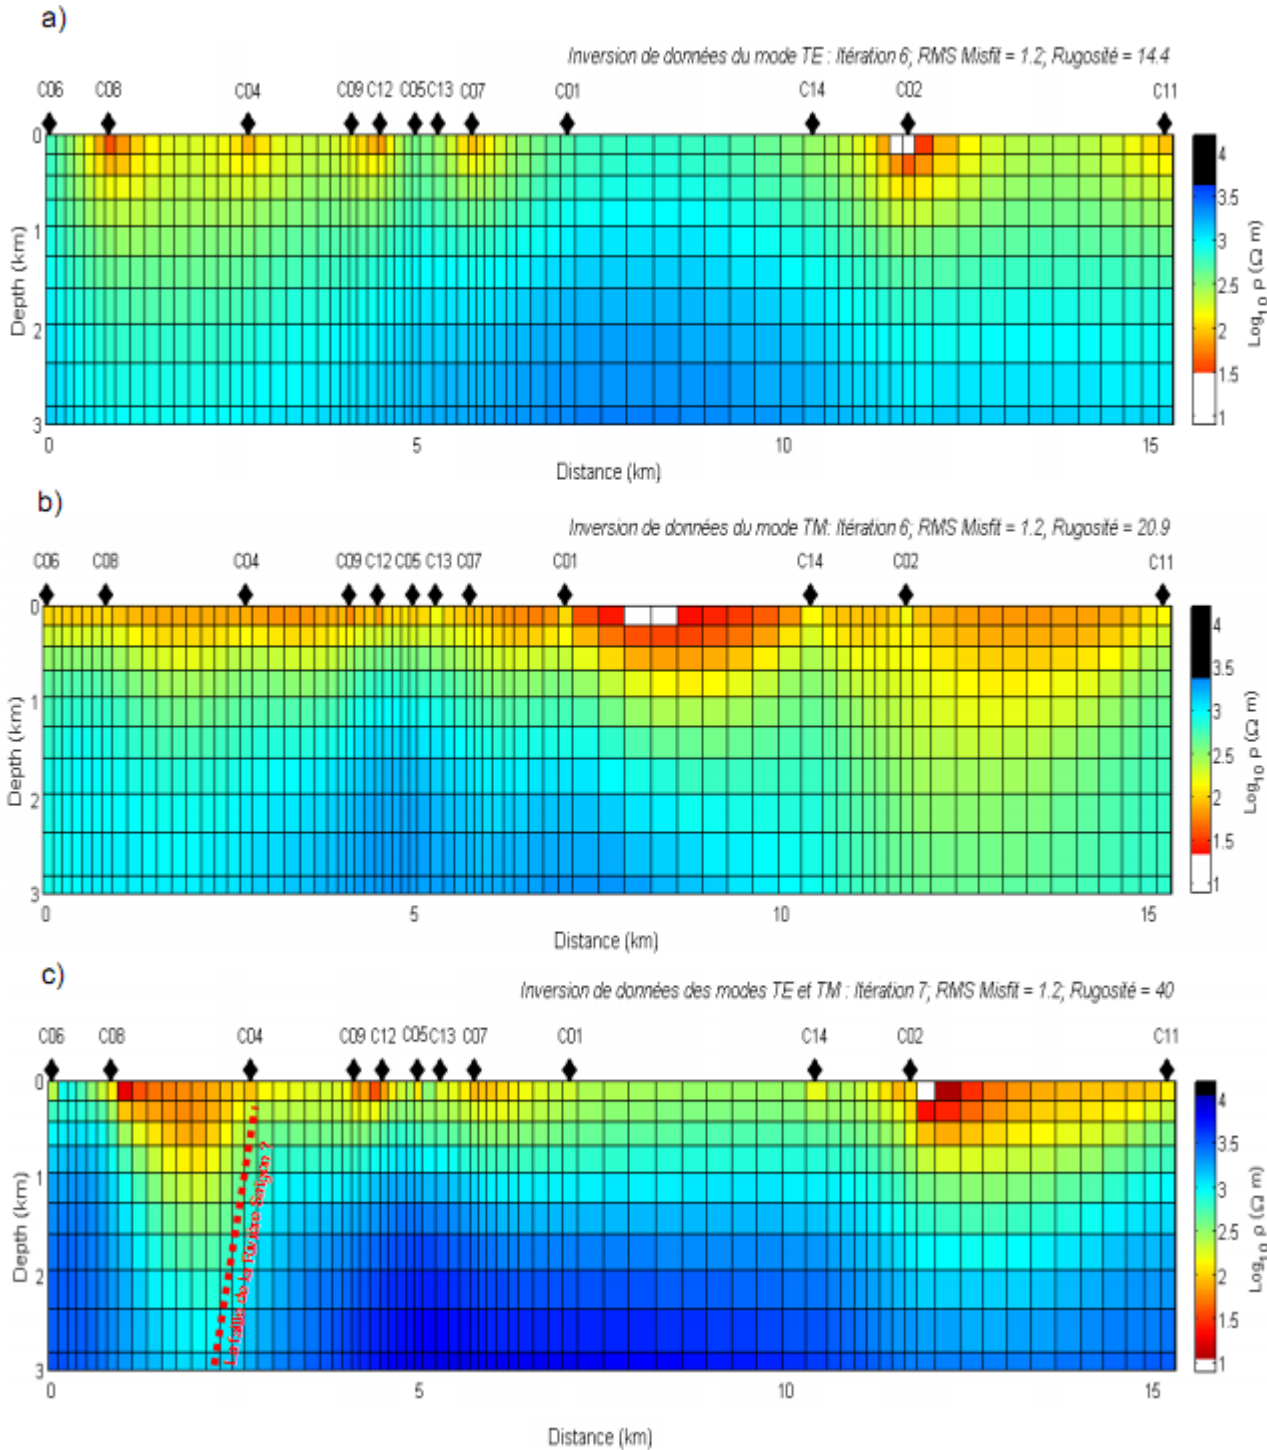 a)
Inversion de données du mode TE : Itération 6; RMS Misfit = 1.2; Rugosité = 14.4
C06 C08 C04 C09 C12 C05 C13 C07 C01 C14 C02 C11
0
1
2
3
Depth (km)
0 5 10 15
Distance (km)
4
3.5
3
2.5
2
1.5
1
Log10 ρ (Ω m)
b)
Inversion de données du mode TM: Itération 6; RMS Misfit = 1.2, Rugosité = 20.9
C06 C08 C04 C09 C12 C05 C13 C07 C01 C14 C02 C11
0
1
2
3
Depth (km)
0 5 10 15
Distance (km)
4
3.5
3
2.5
2
1.5
1
Log10 ρ (Ω m)
c)
Inversion de données des modes TE et TM : Itération 7; RMS Misfit = 1.2; Rugosité = 40
C06 C08 C04 C09 C12 C05 C13 C07 C01 C14 C02 C11
0
1
2
3
Depth (km)
La faille de la Rivière Saigon ?
0 5 10 15
Distance (km)
4
3.5
3
2.5
2
1.5
1
Log10 ρ (Ω m)